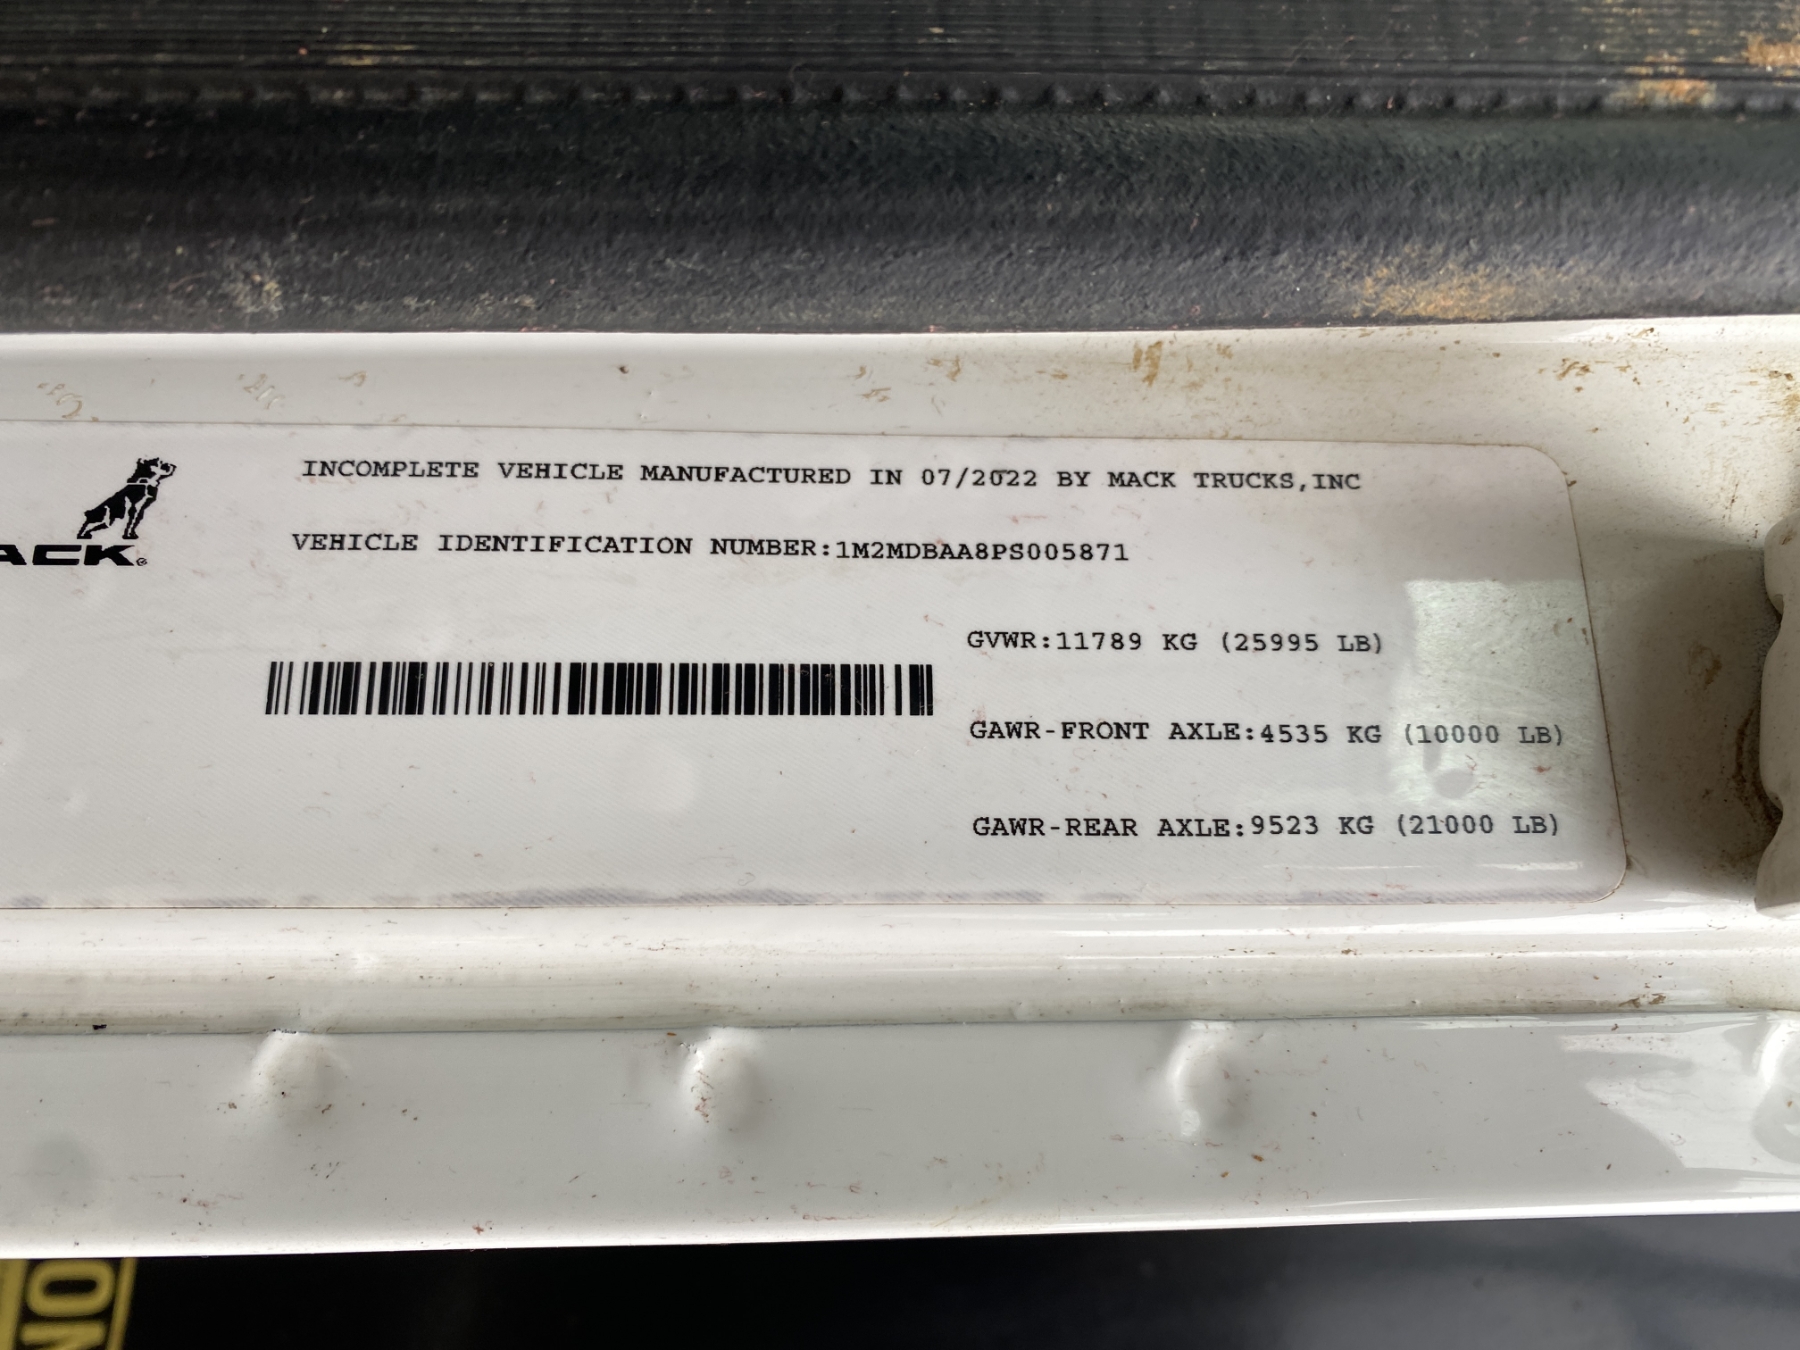 INCOMPLETE VEHICLE MANUFACTURED IN 07/2022 BY MACK TRUCKS,INC
ACK®
VEHICLE IDENTIFICATION NUMBER:1M2MDBAA8PS005871
GVWR:11789 KG (25995 LB)
GAWR-FRONT AXLE:4535 KG (10000 LB)
GAWR-REAR AXLE:9523 KG (21000 LB)
NO